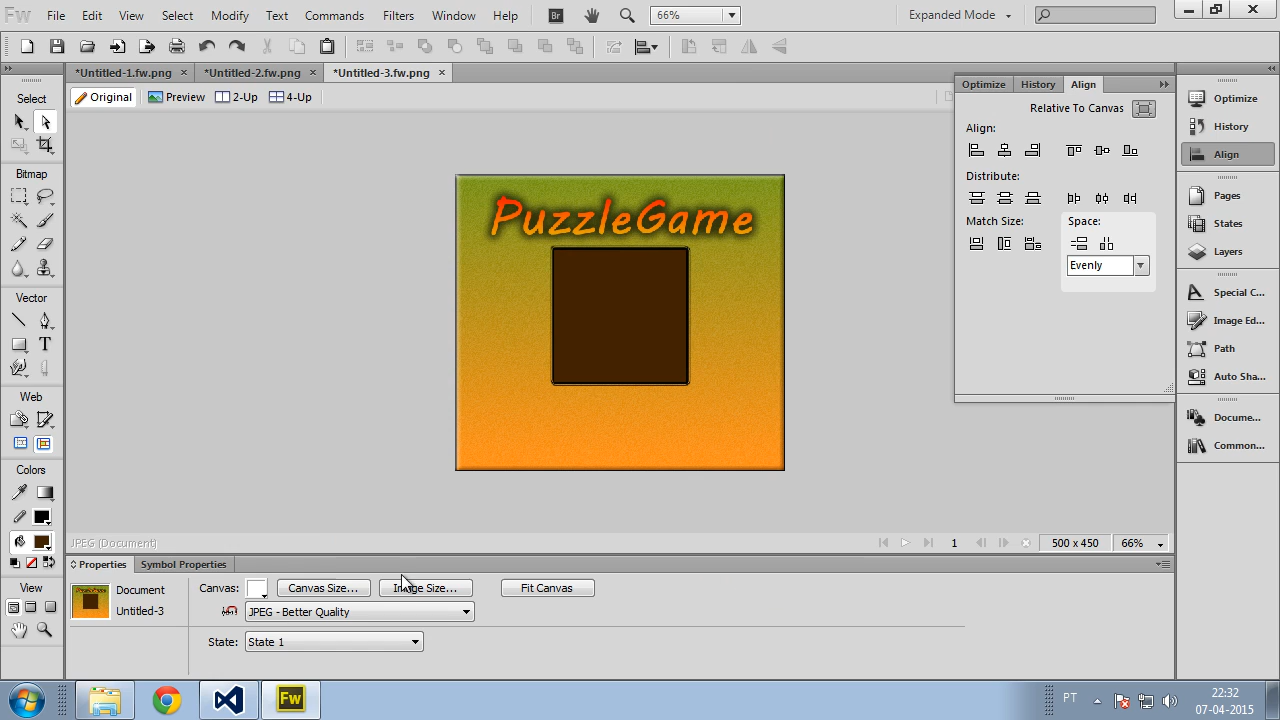 Fw File Edit View Select Modify Text Commands Filters Window Help Br 66% Expanded Mode
*Untitled-1.fw.png *Untitled-2.fw.png *Untitled-3.fw.png
Original Preview 2-Up 4-Up
Select
Bitmap
Vector
Web
Colors
View
PuzzleGame
Optimize History Align
Relative To Canvas
Align:
Distribute:
Match Size: Space:
Evenly
Optimize
History
Align
Pages
States
Layers
Special C...
Image Ed...
Path
Auto Sha...
Docume...
Common...
JPEG (Document) 1 500 x 450 66%
Properties Symbol Properties
Document Canvas: Canvas Size... Image Size... Fit Canvas
Untitled-3 JPEG - Better Quality
State: State 1
Fw PT 22:32
07-04-2015